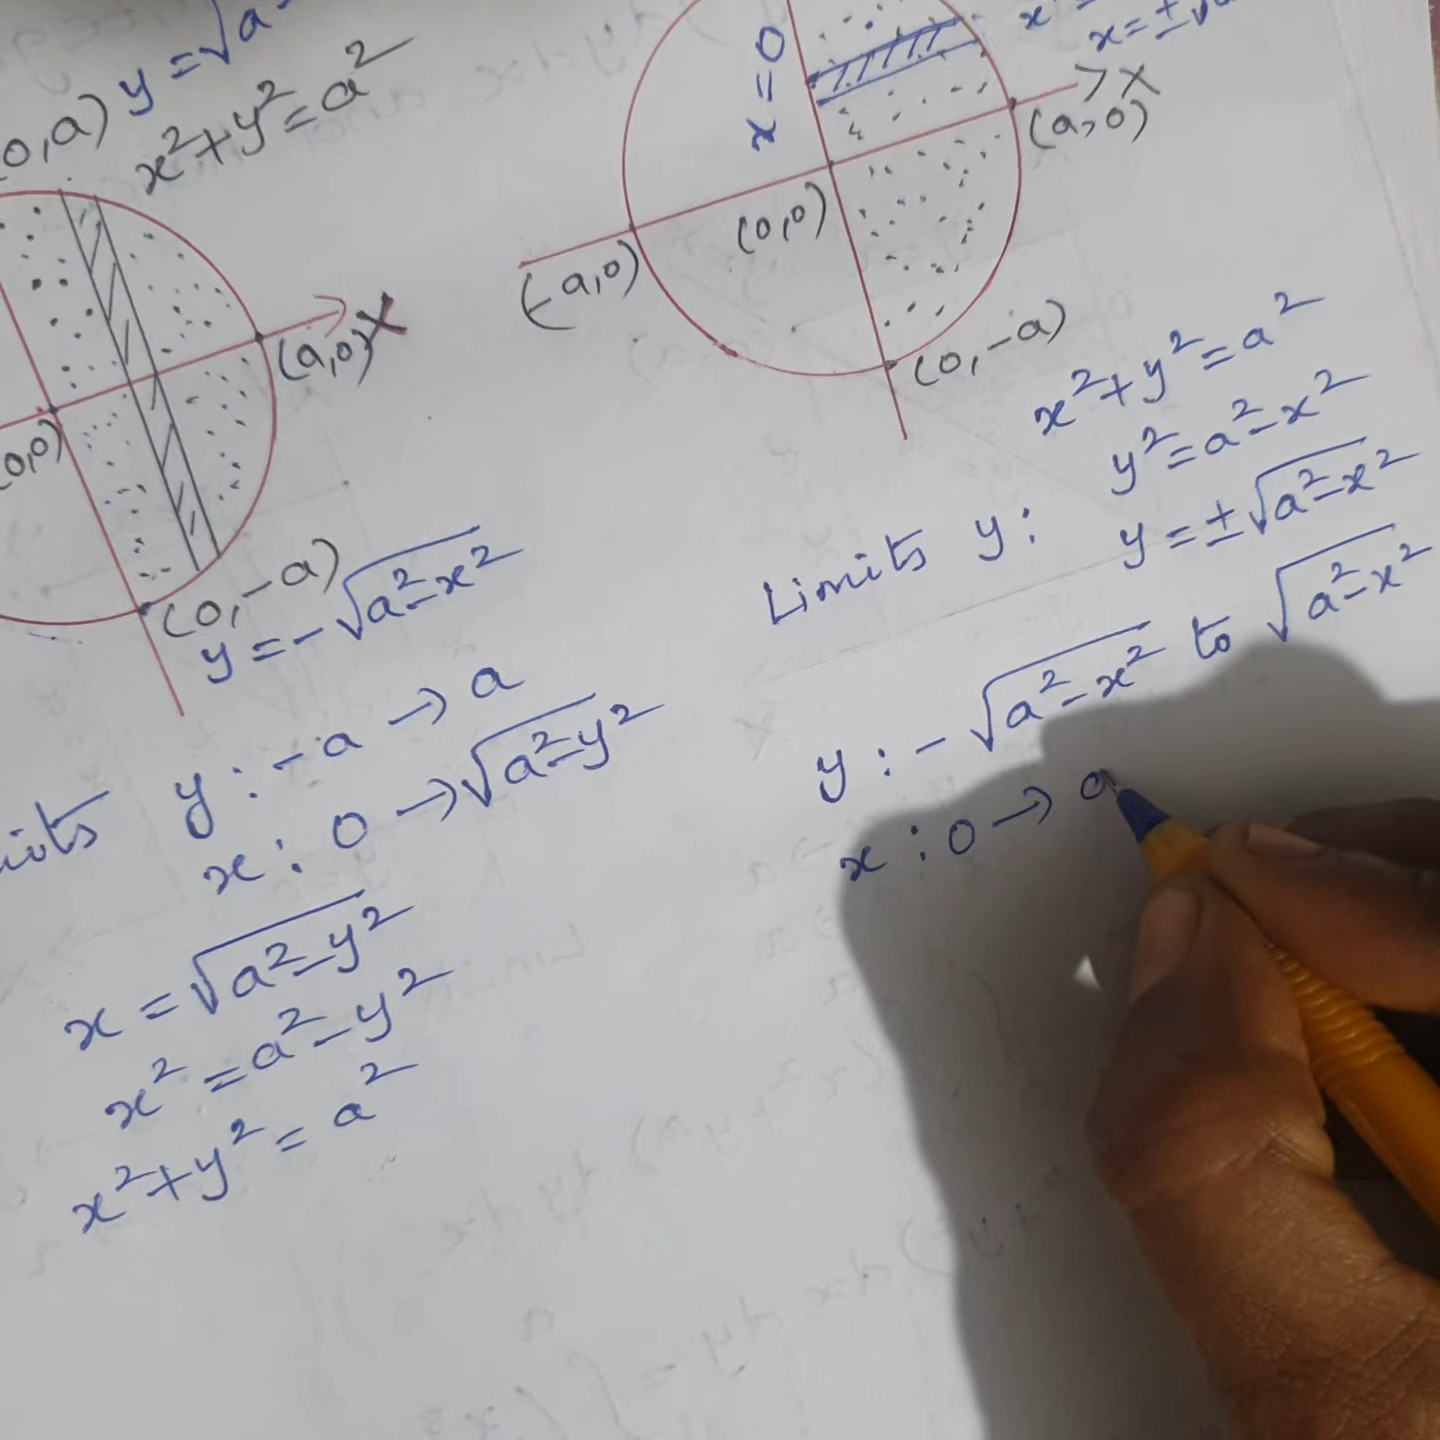 y = √a²-
x²+y²=a²
0,a)
(a,0)
X
0,0)
(0,-a)
y = -√a²-x²
y : -a → a
x : 0 → √a²-y²
x = √a²-y²
x² = a²-y²
x²+y² = a²
x = 0
x = ±√a
X
(a,0)
(0,0)
(-a,0)
(0,-a)
x²+y²=a²
y²=a²-x²
Limits y : y = ±√a²-x²
y : -√a²-x² to √a²-x²
x : 0 → a